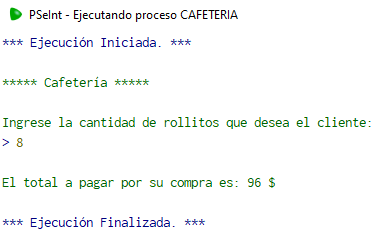 PSeInt - Ejecutando proceso CAFETERIA
*** Ejecución Iniciada. ***
***** Cafetería *****
Ingrese la cantidad de rollitos que desea el cliente:
> 8
El total a pagar por su compra es: 96 $
*** Ejecución Finalizada. ***